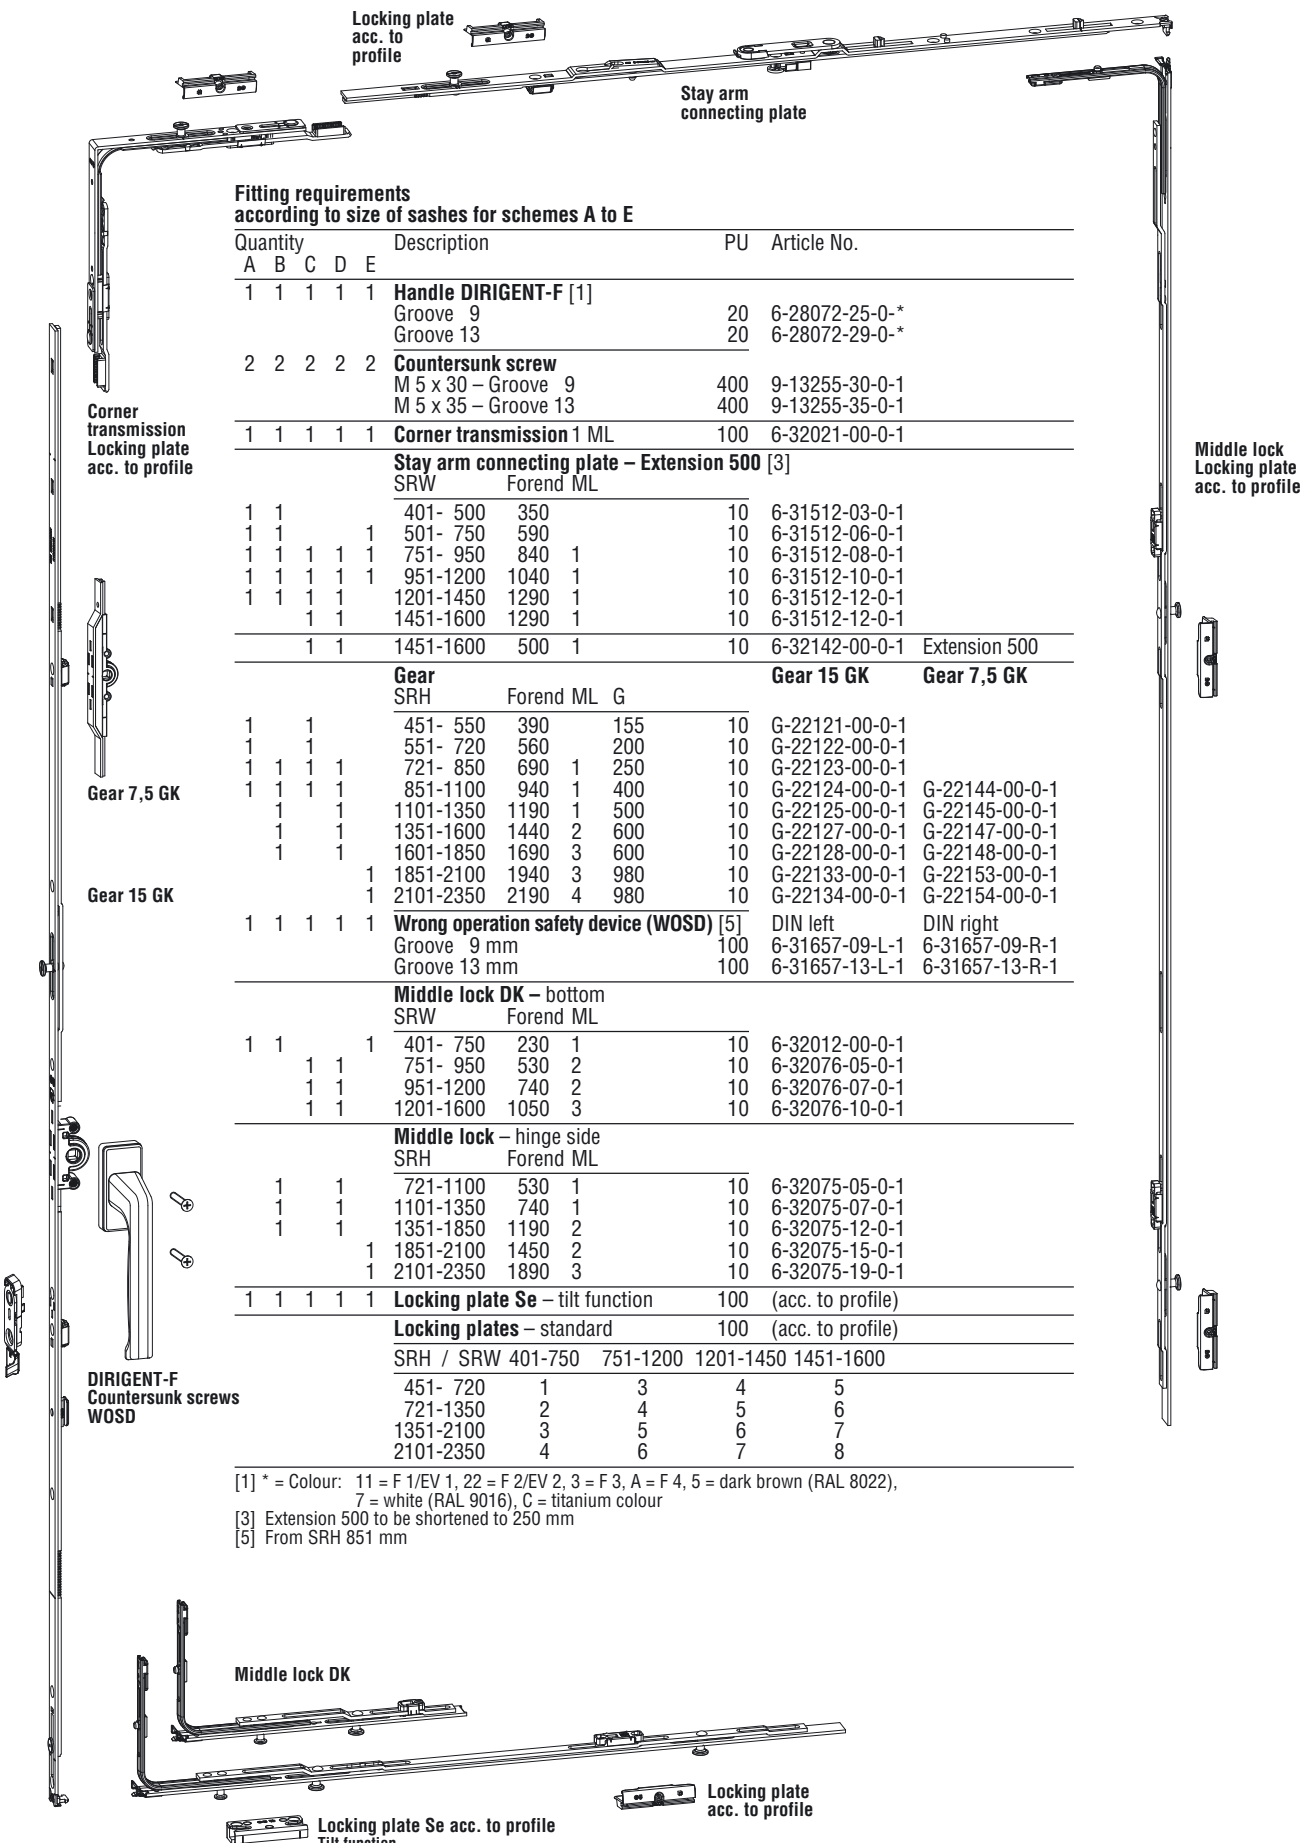 Locking plate
acc. to
profile
Stay arm
connecting plate
Fitting requirements
according to size of sashes for schemes A to E
Quantity Description PU Article No.
A B C D E
1 1 1 1 1 Handle DIRIGENT-F [1]
Groove 9 20 6-28072-25-0-*
Groove 13 20 6-28072-29-0-*
2 2 2 2 2 Countersunk screw
M 5 x 30 – Groove 9 400 9-13255-30-0-1
M 5 x 35 – Groove 13 400 9-13255-35-0-1
1 1 1 1 1 Corner transmission 1 ML 100 6-32021-00-0-1
Stay arm connecting plate – Extension 500 [3]
SRW Forend ML
1 1 401- 500 350 10 6-31512-03-0-1
1 1 1 501- 750 590 10 6-31512-06-0-1
1 1 1 1 1 751- 950 840 1 10 6-31512-08-0-1
1 1 1 1 1 951-1200 1040 1 10 6-31512-10-0-1
1 1 1 1 1201-1450 1290 1 10 6-31512-12-0-1
1 1 1451-1600 1290 1 10 6-31512-12-0-1
1 1 1451-1600 500 1 10 6-32142-00-0-1 Extension 500
Gear Gear 15 GK Gear 7,5 GK
SRH Forend ML G
1 1 451- 550 390 155 10 G-22121-00-0-1
1 1 551- 720 560 200 10 G-22122-00-0-1
1 1 1 1 721- 850 690 1 250 10 G-22123-00-0-1
1 1 1 1 851-1100 940 1 400 10 G-22124-00-0-1 G-22144-00-0-1
1 1 1101-1350 1190 1 500 10 G-22125-00-0-1 G-22145-00-0-1
1 1 1351-1600 1440 2 600 10 G-22127-00-0-1 G-22147-00-0-1
1 1 1601-1850 1690 3 600 10 G-22128-00-0-1 G-22148-00-0-1
1 1851-2100 1940 3 980 10 G-22133-00-0-1 G-22153-00-0-1
1 2101-2350 2190 4 980 10 G-22134-00-0-1 G-22154-00-0-1
1 1 1 1 1 Wrong operation safety device (WOSD) [5] DIN left DIN right
Groove 9 mm 100 6-31657-09-L-1 6-31657-09-R-1
Groove 13 mm 100 6-31657-13-L-1 6-31657-13-R-1
Middle lock DK – bottom
SRW Forend ML
1 1 1 401- 750 230 1 10 6-32012-00-0-1
1 1 751- 950 530 2 10 6-32076-05-0-1
1 1 951-1200 740 2 10 6-32076-07-0-1
1 1 1201-1600 1050 3 10 6-32076-10-0-1
Middle lock – hinge side
SRH Forend ML
1 1 721-1100 530 1 10 6-32075-05-0-1
1 1 1101-1350 740 1 10 6-32075-07-0-1
1 1 1351-1850 1190 2 10 6-32075-12-0-1
1 1851-2100 1450 2 10 6-32075-15-0-1
1 2101-2350 1890 3 10 6-32075-19-0-1
1 1 1 1 1 Locking plate Se – tilt function 100 (acc. to profile)
Locking plates – standard 100 (acc. to profile)
SRH / SRW 401-750 751-1200 1201-1450 1451-1600
451- 720 1 3 4 5
721-1350 2 4 5 6
1351-2100 3 5 6 7
2101-2350 4 6 7 8
[1] * = Colour: 11 = F 1/EV 1, 22 = F 2/EV 2, 3 = F 3, A = F 4, 5 = dark brown (RAL 8022),
7 = white (RAL 9016), C = titanium colour
[3] Extension 500 to be shortened to 250 mm
[5] From SRH 851 mm
Corner
transmission
Locking plate
acc. to profile
Middle lock
Locking plate
acc. to profile
Gear 7,5 GK
Gear 15 GK
DIRIGENT-F
Countersunk screws
WOSD
Middle lock DK
Locking plate
acc. to profile
Locking plate Se acc. to profile
Tilt function